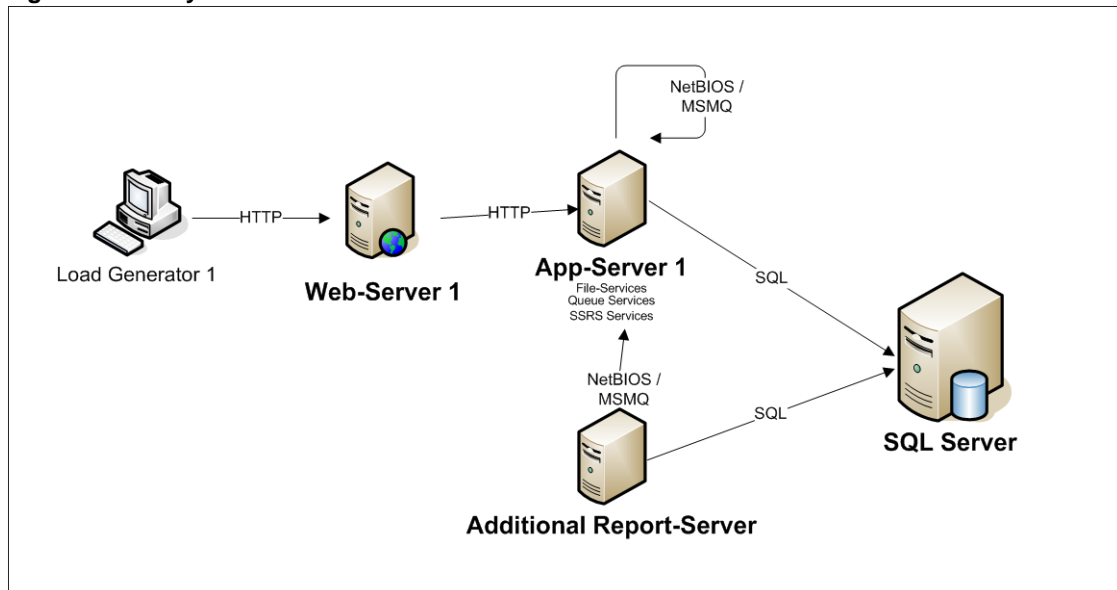 NetBIOS /
MSMQ
HTTP
HTTP
Load Generator 1
Web-Server 1
App-Server 1
File-Services
Queue Services
SSRS Services
SQL
NetBIOS /
MSMQ
SQL
SQL Server
Additional Report-Server